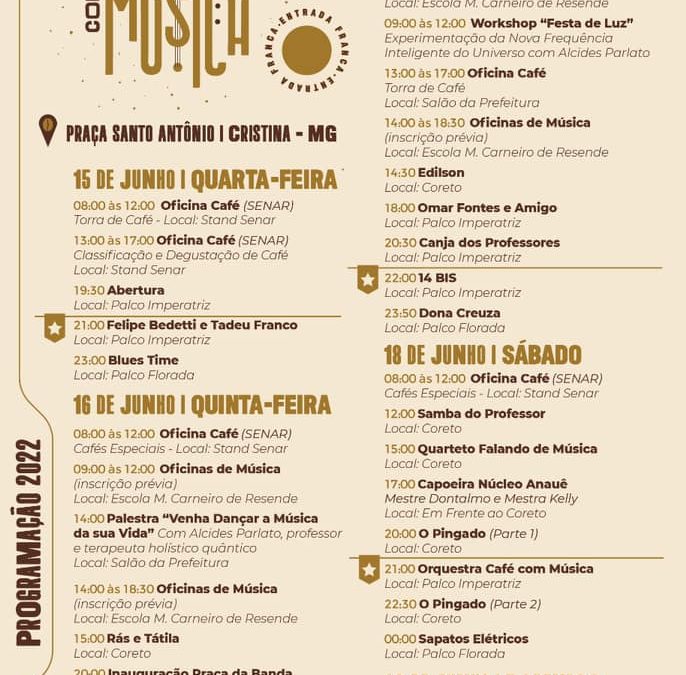 CO
MÚSICA
ENTRADA FRANCA • ENTRADA FRANCA •
PRAÇA SANTO ANTÔNIO | CRISTINA - MG
PROGRAMAÇÃO 2022
15 DE JUNHO | QUARTA-FEIRA
08:00 às 12:00 Oficina Café (SENAR)
Torra de Café - Local: Stand Senar
13:00 às 17:00 Oficina Café (SENAR)
Classificação e Degustação de Café
Local: Stand Senar
19:30 Abertura
Local: Palco Imperatriz
21:00 Felipe Bedetti e Tadeu Franco
Local: Palco Imperatriz
23:00 Blues Time
Local: Palco Florada
16 DE JUNHO | QUINTA-FEIRA
08:00 às 12:00 Oficina Café (SENAR)
Cafés Especiais - Local: Stand Senar
09:00 às 12:00 Oficinas de Música
(inscrição prévia)
Local: Escola M. Carneiro de Resende
14:00 Palestra “Venha Dançar a Música
da sua Vida” Com Alcides Parlato, professor
e terapeuta holístico quântico
Local: Salão da Prefeitura
14:00 às 18:30 Oficinas de Música
(inscrição prévia)
Local: Escola M. Carneiro de Resende
15:00 Rás e Tátila
Local: Coreto
20:00 Inauguração Praça da Banda
Local: Escola M. Carneiro de Resende
09:00 às 12:00 Workshop “Festa de Luz”
Experimentação da Nova Frequência
Inteligente do Universo com Alcides Parlato
13:00 às 17:00 Oficina Café
Torra de Café
Local: Salão da Prefeitura
14:00 às 18:30 Oficinas de Música
(inscrição prévia)
Local: Escola M. Carneiro de Resende
14:30 Edilson
Local: Coreto
18:00 Omar Fontes e Amigo
Local: Palco Imperatriz
20:30 Canja dos Professores
Local: Palco Imperatriz
22:00 14 BIS
Local: Palco Imperatriz
23:50 Dona Creuza
Local: Palco Florada
18 DE JUNHO | SÁBADO
08:00 às 12:00 Oficina Café (SENAR)
Cafés Especiais - Local: Stand Senar
12:00 Samba do Professor
Local: Coreto
15:00 Quarteto Falando de Música
Local: Coreto
17:00 Capoeira Núcleo Anauê
Mestre Dontalmo e Mestra Kelly
Local: Em Frente ao Coreto
20:00 O Pingado (Parte 1)
Local: Coreto
21:00 Orquestra Café com Música
Local: Palco Imperatriz
22:30 O Pingado (Parte 2)
Local: Coreto
00:00 Sapatos Elétricos
Local: Palco Florada